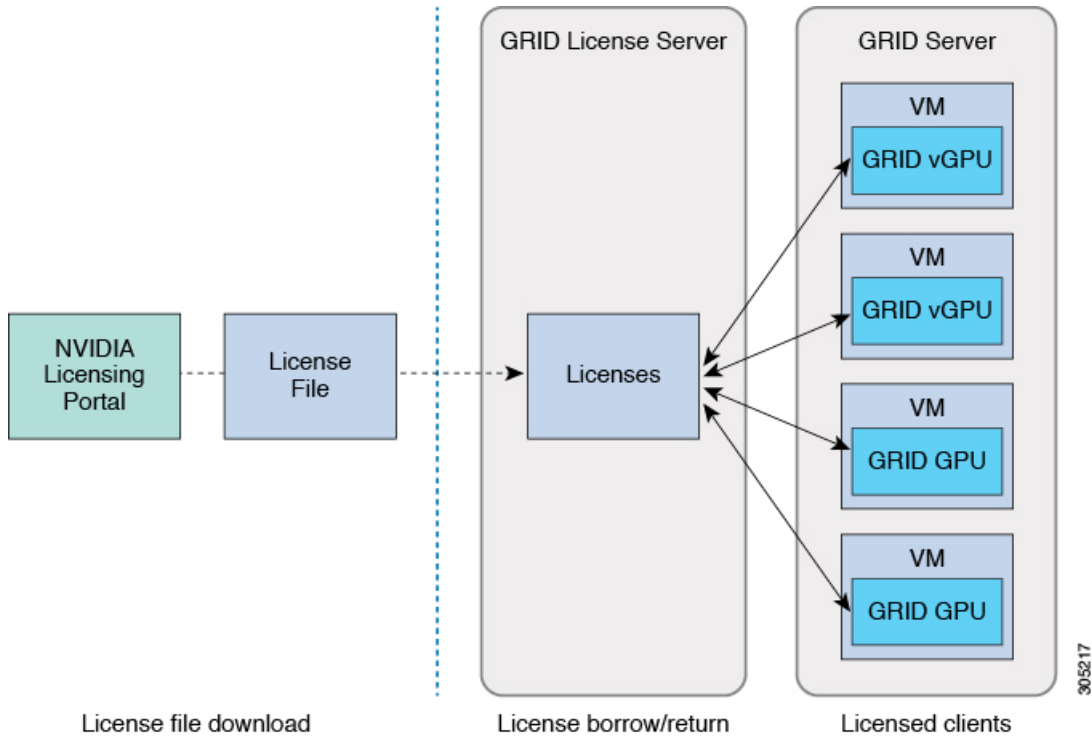 GRID License Server
GRID Server
VM
GRID vGPU
VM
GRID vGPU
NVIDIA
Licensing
Portal
License
File
Licenses
VM
GRID GPU
VM
GRID GPU
305217
License file download
License borrow/return
Licensed clients